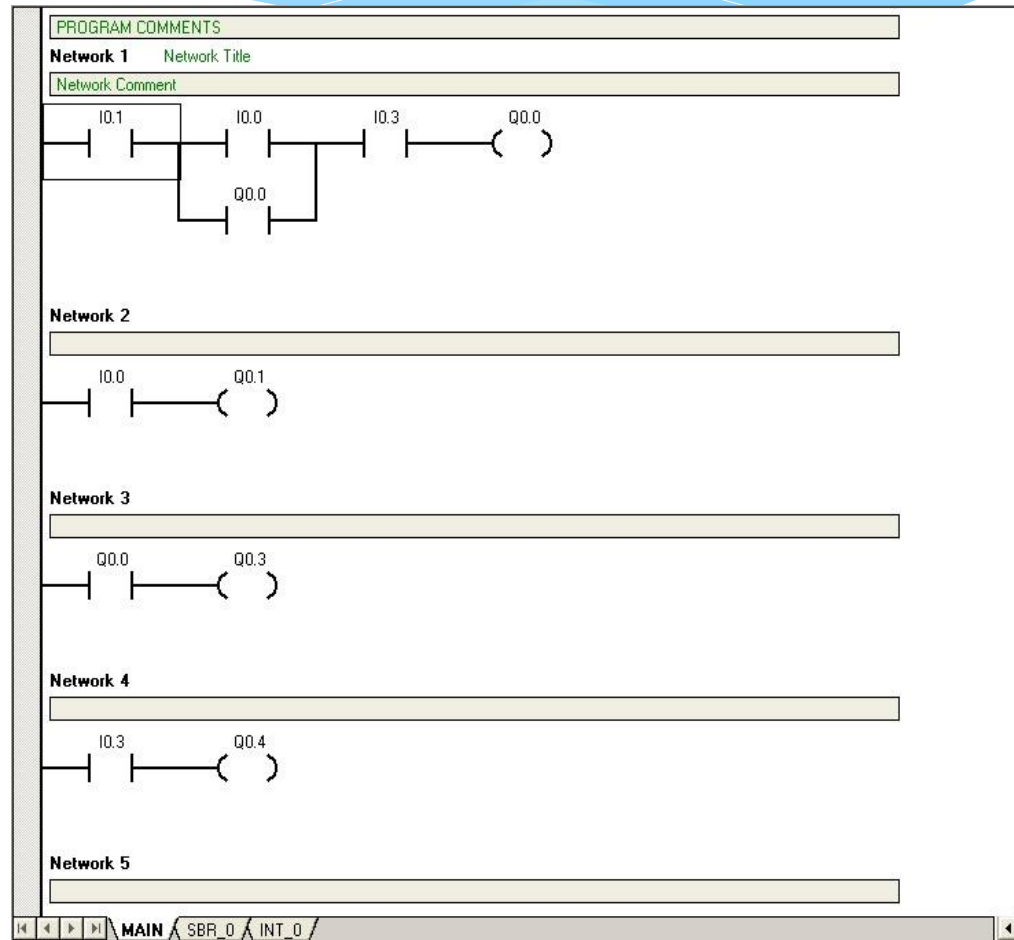 PROGRAM COMMENTS
Network 1 Network Title
Network Comment
I0.1 I0.0 I0.3 Q0.0
Q0.0
Network 2
I0.0 Q0.1
Network 3
Q0.0 Q0.3
Network 4
I0.3 Q0.4
Network 5
MAIN SBR_0 INT_0